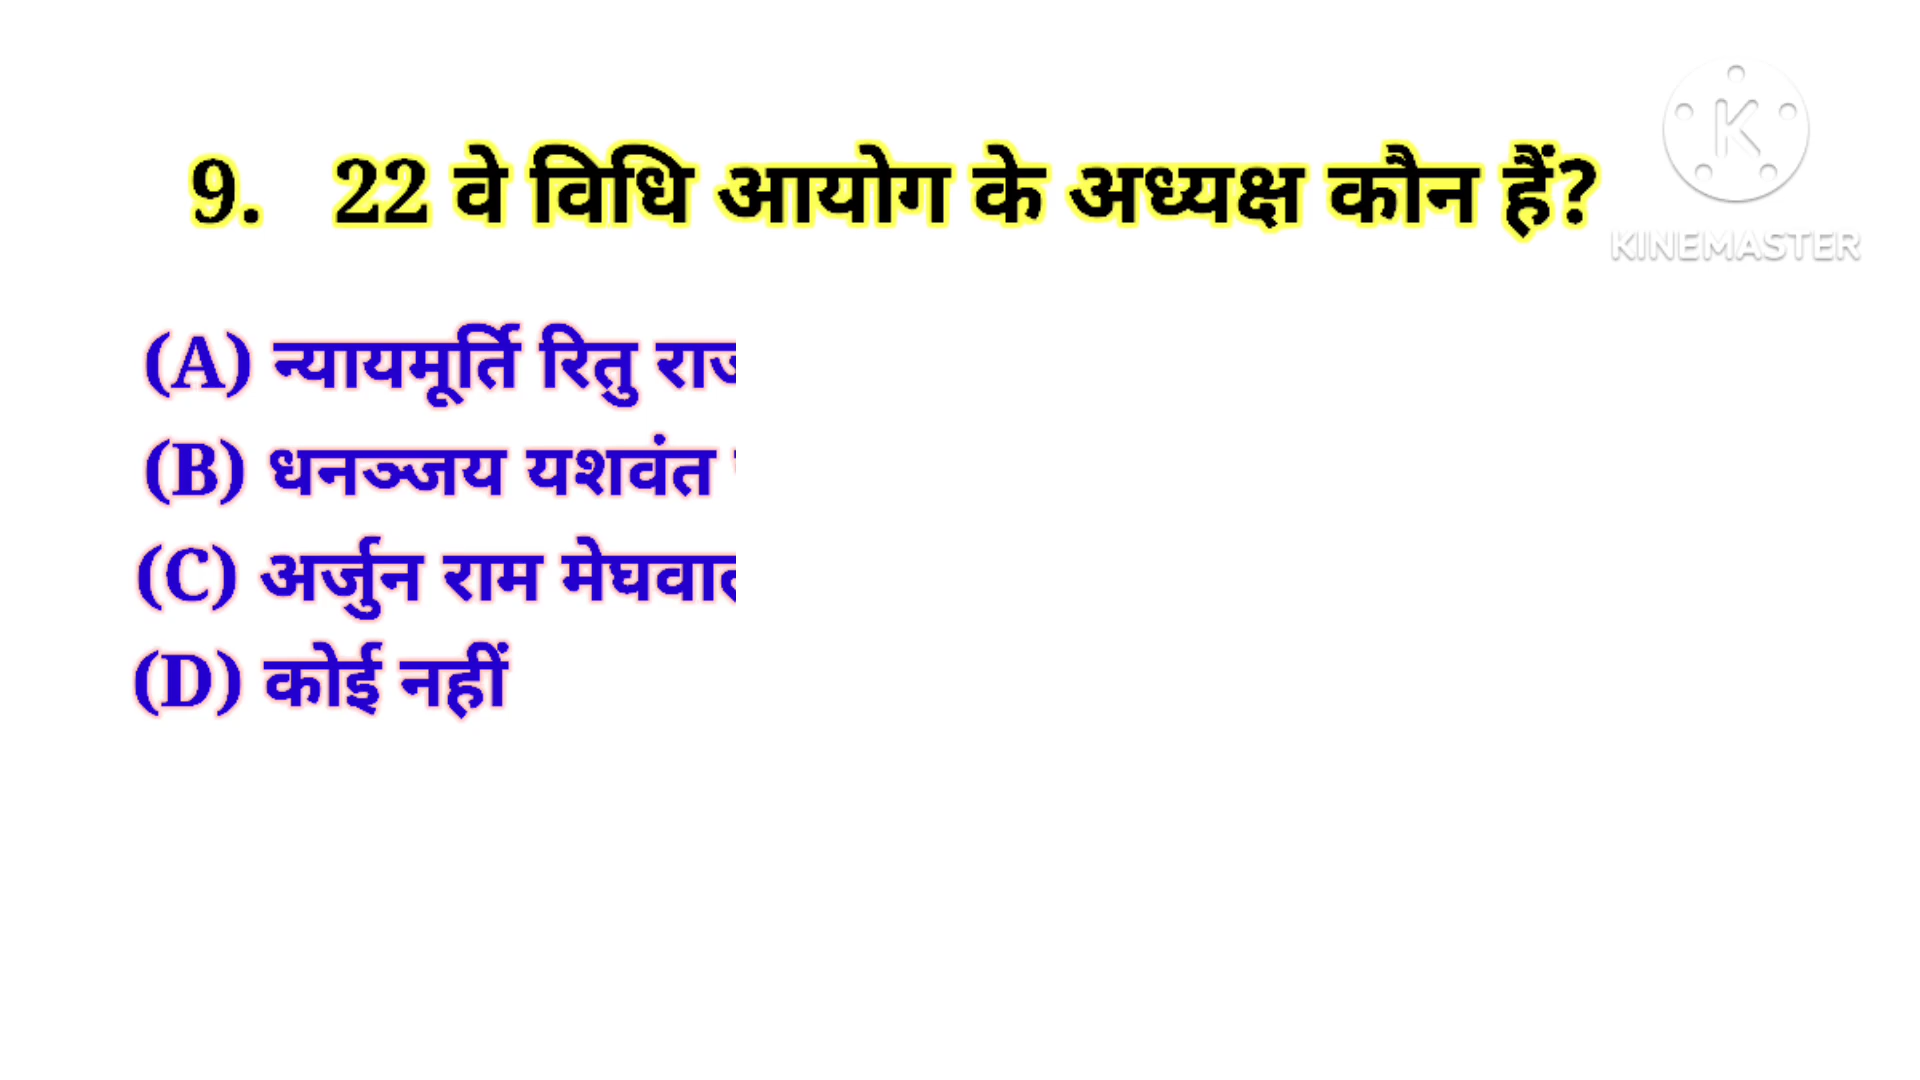 9. 22 वे विधि आयोग के अध्यक्ष कौन हैं?
KINEMASTER
(A) न्यायमूर्ति रितु
(B) धनञ्जय यशवंत
(C) अर्जुन राम
(D) कोई नहीं